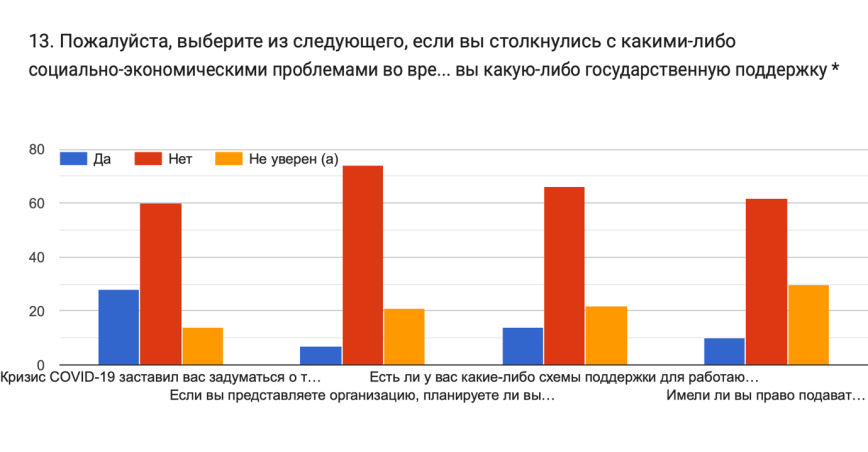 13. Пожалуйста, выберите из следующего, если вы столкнулись с какими-либо
социально-экономическими проблемами во вре... вы какую-либо государственную поддержку *
80
Да
Нет
Не уверен (а)
60
40
20
0
Кризис COVID-19 заставил вас задуматься о т…
Есть ли у вас какие-либо схемы поддержки для работаю…
Если вы представляете организацию, планируете ли вы…
Имели ли вы право подават…